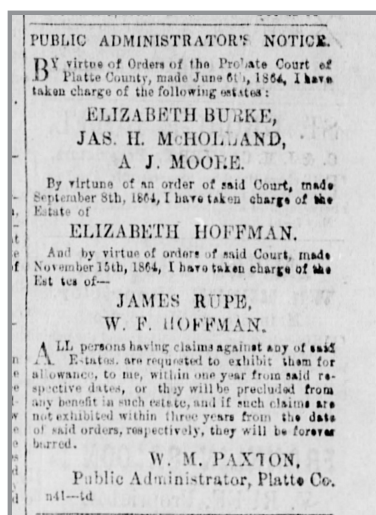 PUBLIC ADMINISTRATOR'S NOTICE.
BY virtue of Orders of the Probate Court of
Platte County, made June 6th, 1864, I have
taken charge of the following estates:
ELIZABETH BURKE,
JAS. H. McHOLLAND,
A J. MOORE.
By virtune of an order of said Court, made
September 8th, 1864, I have taken charge of the
Estate of
ELIZABETH HOFFMAN.
And by virtue of orders of said Court, made
November 15th, 1864, I have taken charge of the
Est tes of—
JAMES RUPE,
W. F. HOFFMAN.
ALL persons having claims against any of said
Estates. are requested to exhibit them for
allowance, to me, within one year from said re-
spective dates, or they will be precluded from
any benefit in such estate, and if such claims are
not exhibited within three years from the date
of said orders, respectively, they will be forever
barred.
W. M. PAXTON,
Public Administrator, Platte Co.
n41—td